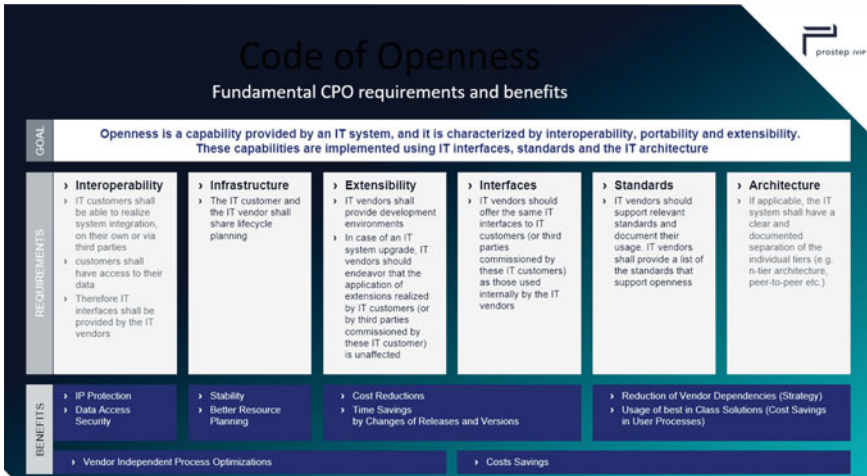 Code of Openness
prostep IVIP
Fundamental CPO requirements and benefits
GOAL
Openness is a capability provided by an IT system, and it is characterized by interoperability, portability and extensibility.
These capabilities are implemented using IT interfaces, standards and the IT architecture
REQUIREMENTS
› Interoperability
› IT customers shall
be able to realize
system integration,
on their own or via
third parties
› customers shall
have access to their
data
› Therefore IT
interfaces shall be
provided by the IT
vendors
› Infrastructure
› The IT customer and
the IT vendor shall
share lifecycle
planning
› Extensibility
› IT vendors shall
provide development
environments
› In case of an IT
system upgrade, IT
vendors should
endeavor that the
application of
extensions realized
by IT customers (or
by third parties
commissioned by
these IT customer)
is unaffected
› Interfaces
› IT vendors should
offer the same IT
interfaces to IT
customers (or third
parties
commissioned by
these IT customers)
as those used
internally by the IT
vendors
› Standards
› IT vendors should
support relevant
standards and
document their
usage. IT vendors
shall provide a list of
the standards that
support openness
› Architecture
› If applicable, the IT
system shall have a
clear and
documented
separation of the
individual tiers (e.g.
n-tier architecture,
peer-to-peer etc.)
BENEFITS
› IP Protection
› Data Access
Security
› Stability
› Better Resource
Planning
› Cost Reductions
› Time Savings
by Changes of Releases and Versions
› Reduction of Vendor Dependencies (Strategy)
› Usage of best in Class Solutions (Cost Savings
in User Processes)
› Vendor Independent Process Optimizations
› Costs Savings